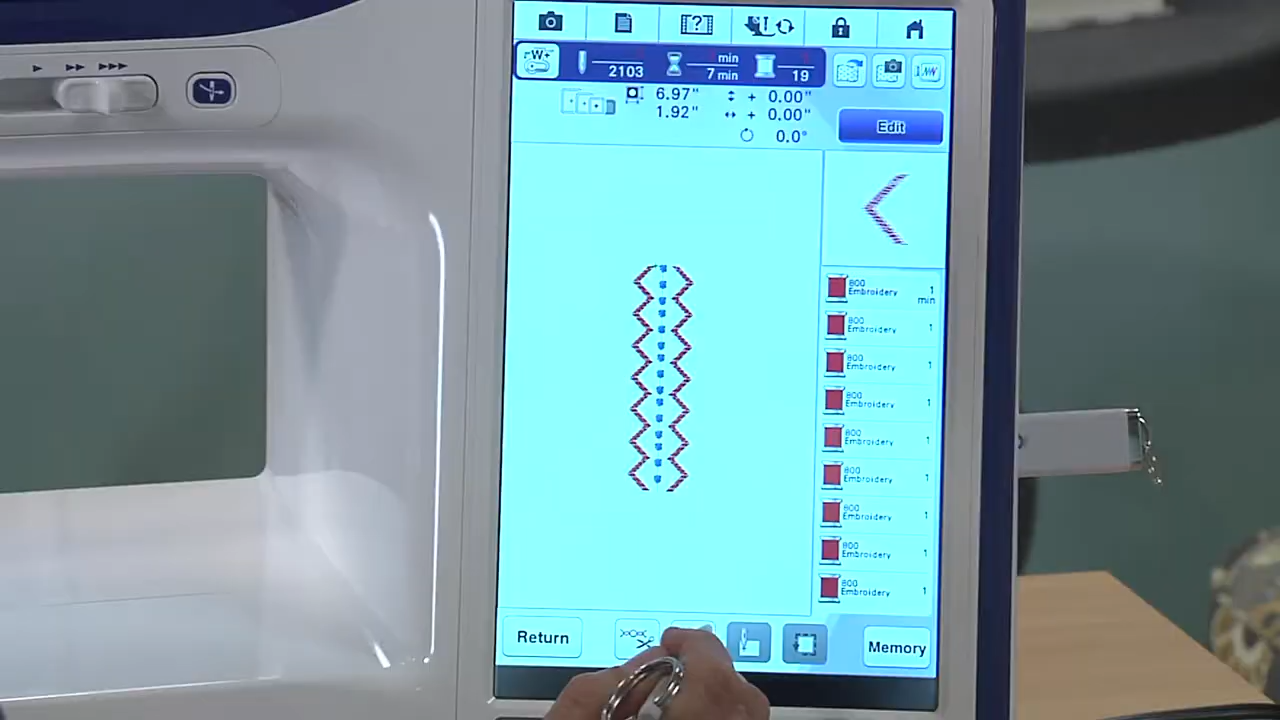 W+
2103
min
7 min
19
6.97"
1.92"
+ 0.00"
+ 0.00"
0.0°
Edit
800
Embroidery 1
min
800
Embroidery 1
800
Embroidery 1
800
Embroidery 1
800
Embroidery 1
800
Embroidery 1
800
Embroidery 1
800
Embroidery 1
800
Embroidery 1
Return
Memory